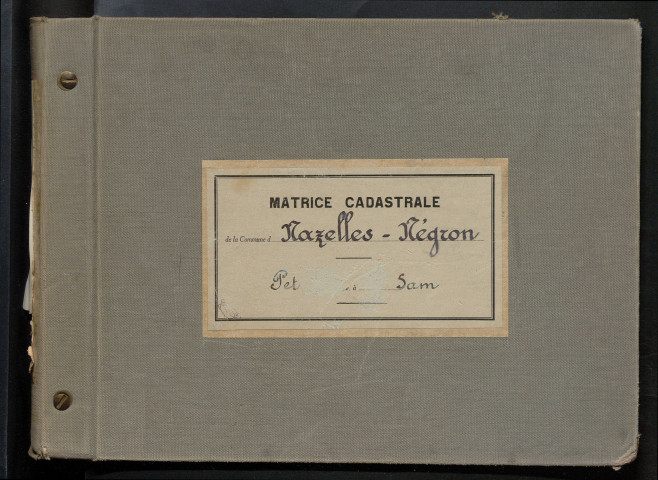 MATRICE CADASTRALE
de la Commune d Nazelles - Négron
Pet à Sam